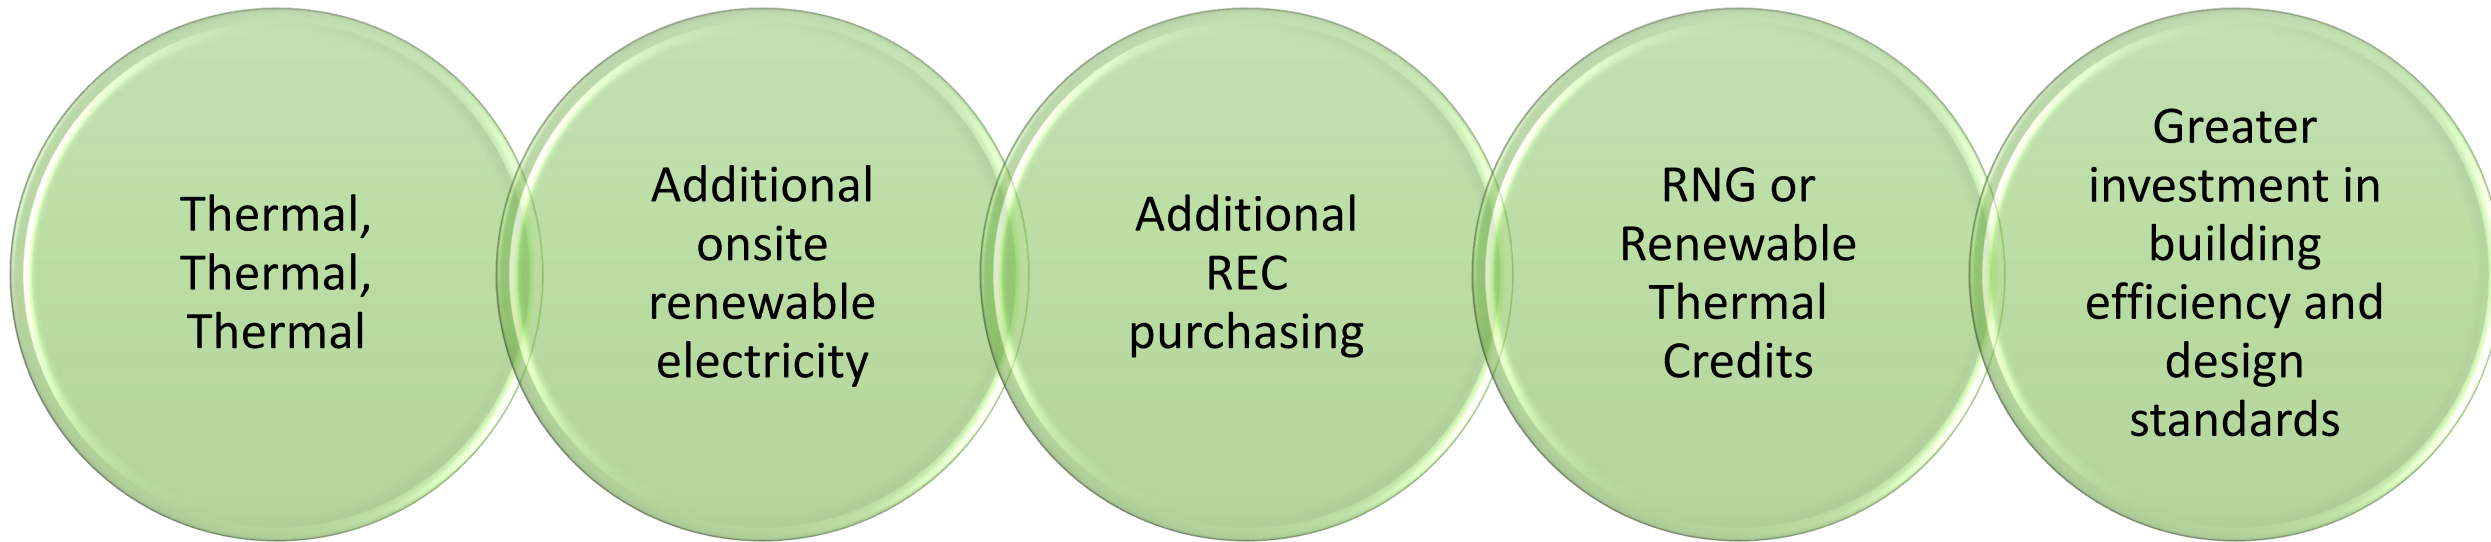 Thermal,
Thermal,
Thermal
Additional
onsite
renewable
electricity
Additional
REC
purchasing
RNG or
Renewable
Thermal
Credits
Greater
investment in
building
efficiency and
design
standards